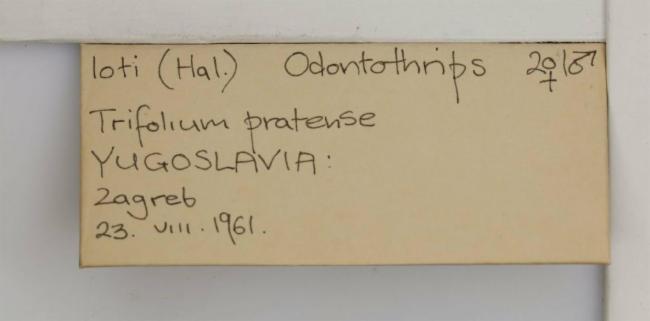 loti (Hal.) Odontothrips 2♀ 1♂
Trifolium pratense
YUGOSLAVIA:
Zagreb
23. VIII. 1961.